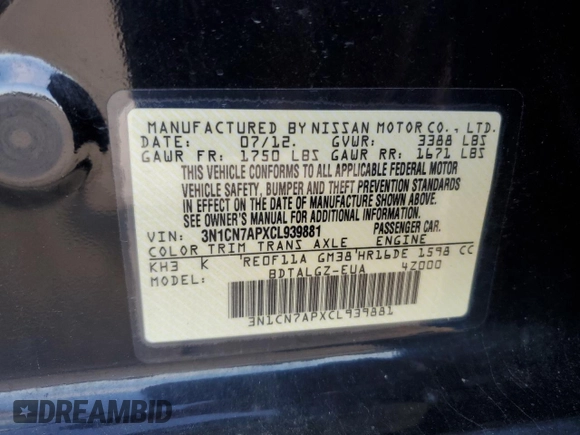 MANUFACTURED BY NISSAN MOTOR CO., LTD.
DATE: 07/12. GVWR: 3388 LBS
GAWR FR: 1750 LBS GAWR RR: 1671 LBS
THIS VEHICLE CONFORMS TO ALL APPLICABLE FEDERAL MOTOR
VEHICLE SAFETY, BUMPER AND THEFT PREVENTION STANDARDS
IN EFFECT ON THE DATE OF MANUFACTURE SHOWN ABOVE.
SEE OWNER'S MANUAL FOR ADDITIONAL INFORMATION.
VIN: 3N1CN7APXCL939881 PASSENGER CAR.
COLOR TRIM TRANS AXLE ENGINE
KH3 K RE0F11A GM38 HR16DE 1598 CC
MODEL: BDTALGZ-EUA 4Z000
3N1CN7APXCL939881
DREAMBID